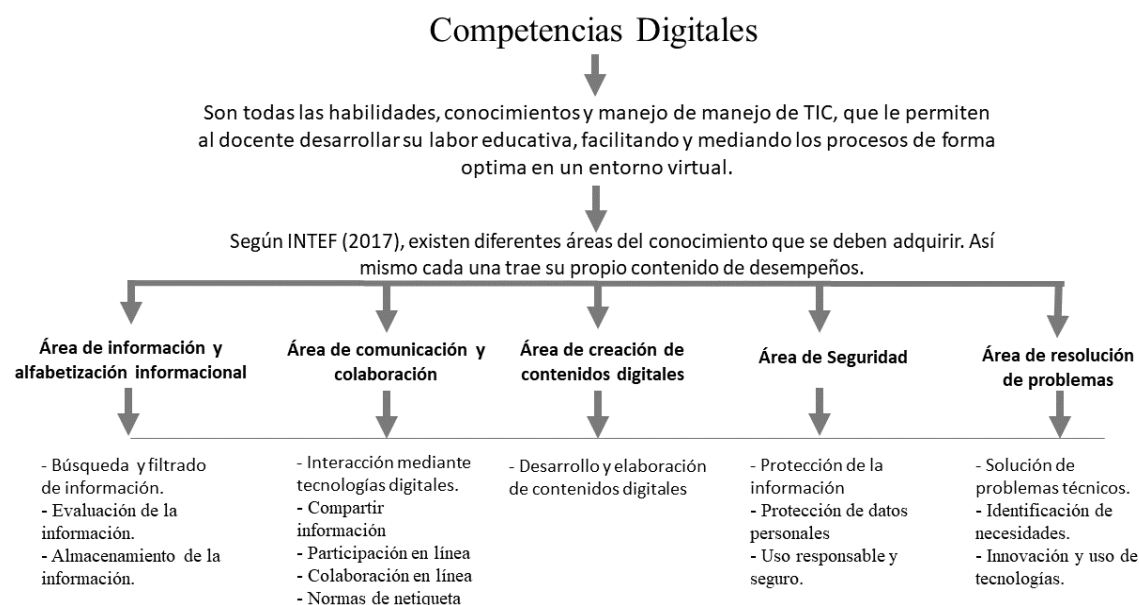 Competencias Digitales
Son todas las habilidades, conocimientos y manejo de manejo de TIC, que le permiten
al docente desarrollar su labor educativa, facilitando y mediando los procesos de forma
optima en un entorno virtual.
Según INTEF (2017), existen diferentes áreas del conocimiento que se deben adquirir. Así
mismo cada una trae su propio contenido de desempeños.
Área de información y
alfabetización informacional
Área de comunicación y
colaboración
Área de creación de
contenidos digitales
Área de Seguridad
Área de resolución
de problemas
- Búsqueda y filtrado
de información.
- Evaluación de la
información.
- Almacenamiento de la
información.
- Interacción mediante
tecnologías digitales.
- Compartir
información
- Participación en línea
- Colaboración en línea
- Normas de netiqueta
- Desarrollo y elaboración
de contenidos digitales
- Protección de la
información
- Protección de datos
personales
- Uso responsable y
seguro.
- Solución de
problemas técnicos.
- Identificación de
necesidades.
- Innovación y uso de
tecnologías.